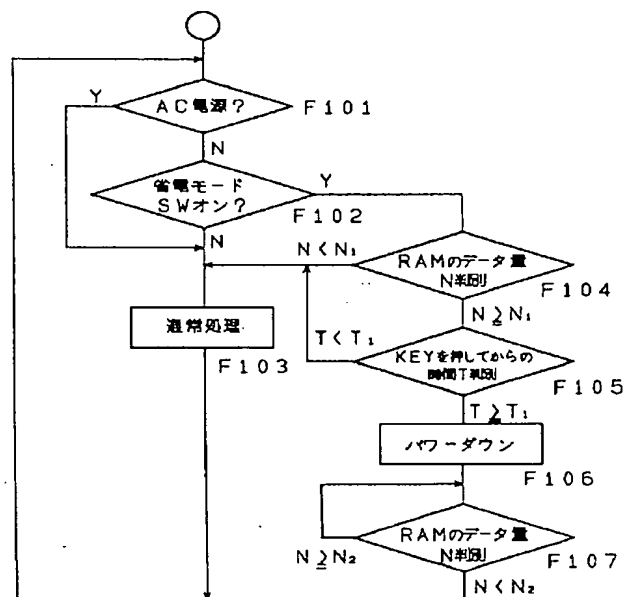 Y
AC電源?
F101
N
省電モード
SWオン?
Y
F102
N
N<N₁
RAMのデータ量
N判別
F104
N≧N₁
通常処理
F103
T<T₁
KEYを押してからの
時間T判別
F105
T≧T₁
パワーダウン
F106
RAMのデータ量
N判別
N≧N₂
F107
N<N₂